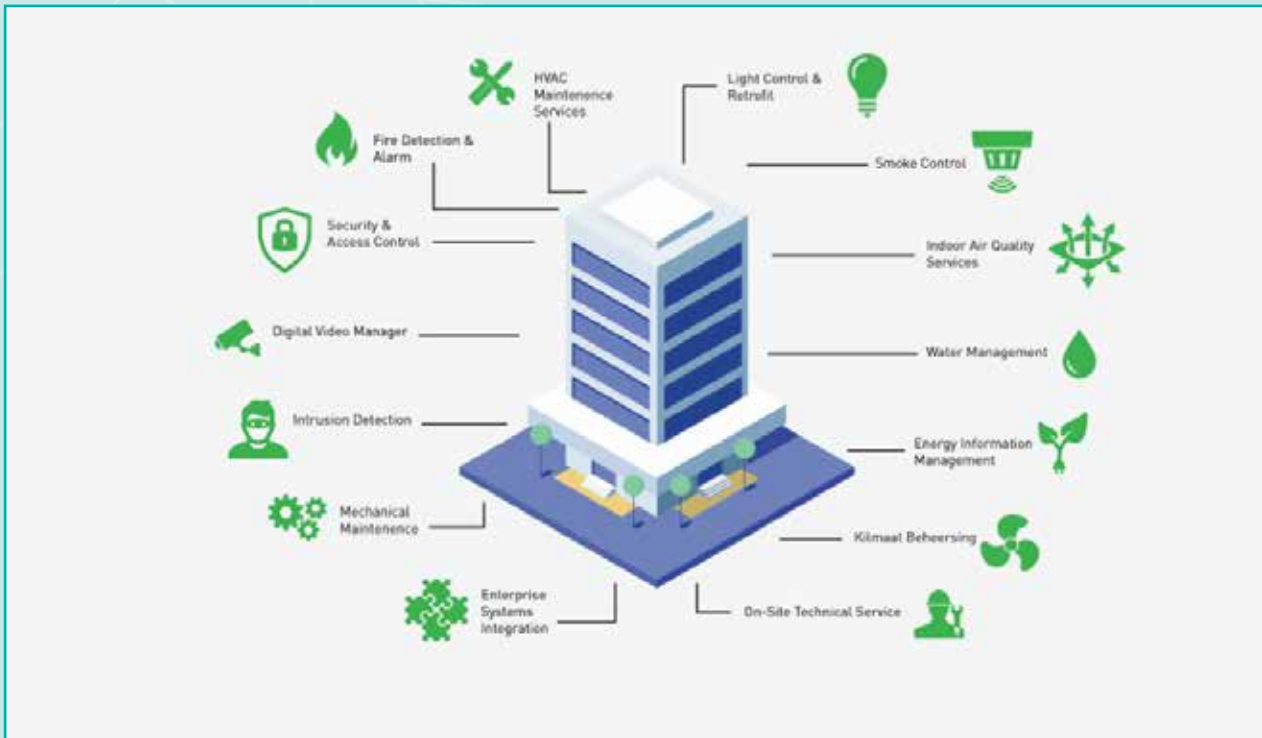 HVAC
Maintenence
Services
Light Control &
Retrofit
Fire Detection &
Alarm
Smoke Control
Security &
Access Control
Indoor Air Quality
Services
Digital Video Manager
Water Management
Intrusion Detection
Energy Information
Management
Mechanical
Maintenence
Kilmaat Beheersing
Enterprise
Systems
Integration
On-Site Technical Service